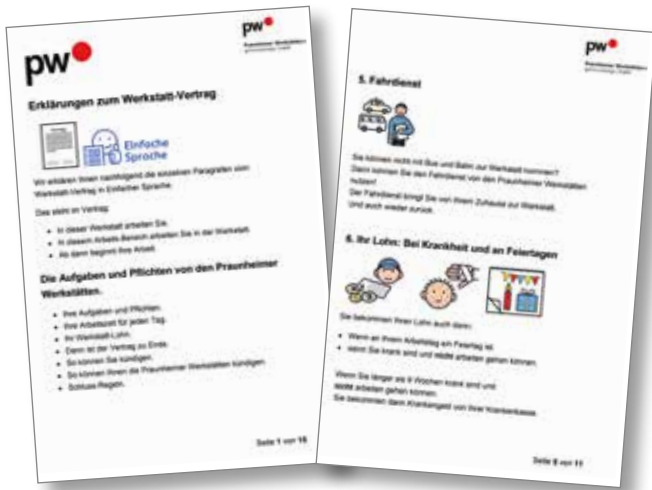 pw
pw
Praunheimer Werkstätten
Erklärungen zum Werkstatt-Vertrag
Einfache
Sprache
Wir erklären Ihnen nachfolgend die einzelnen Paragrafen vom
Werkstatt-Vertrag in Einfacher Sprache.
Das steht im Vertrag:
• In dieser Werkstatt arbeiten Sie.
• In diesem Arbeits-Bereich arbeiten Sie in der Werkstatt.
• Ab dann beginnt Ihre Arbeit.
Die Aufgaben und Pflichten von den Praunheimer
Werkstätten.
• Ihre Aufgaben und Pflichten.
• Ihre Arbeitszeit für jeden Tag.
• Ihr Werkstatt-Lohn.
• Dann ist der Vertrag zu Ende.
• So können Sie kündigen.
• So können Ihnen die Praunheimer Werkstätten kündigen.
• Schluss-Regeln.
Seite 1 von
pw
Praunheimer Werkstätten
5. Fahrdienst
Sie können nicht mit Bus und Bahn zur Werkstatt kommen?
Dann können Sie den Fahrdienst von den Praunheimer Werkstätten
nutzen!
Der Fahrdienst bringt Sie von Ihrem Zuhause zur Werkstatt.
Und auch wieder zurück.
6. Ihr Lohn: Bei Krankheit und an Feiertagen
Sie bekommen Ihren Lohn auch dann:
• Wenn an Ihrem Arbeitstag ein Feiertag ist.
• wenn Sie krank sind und nicht arbeiten gehen können.
Wenn Sie länger als 6 Wochen krank sind und
nicht arbeiten gehen können.
Sie bekommen dann Krankengeld von Ihrer Krankenkasse.
Seite von 11